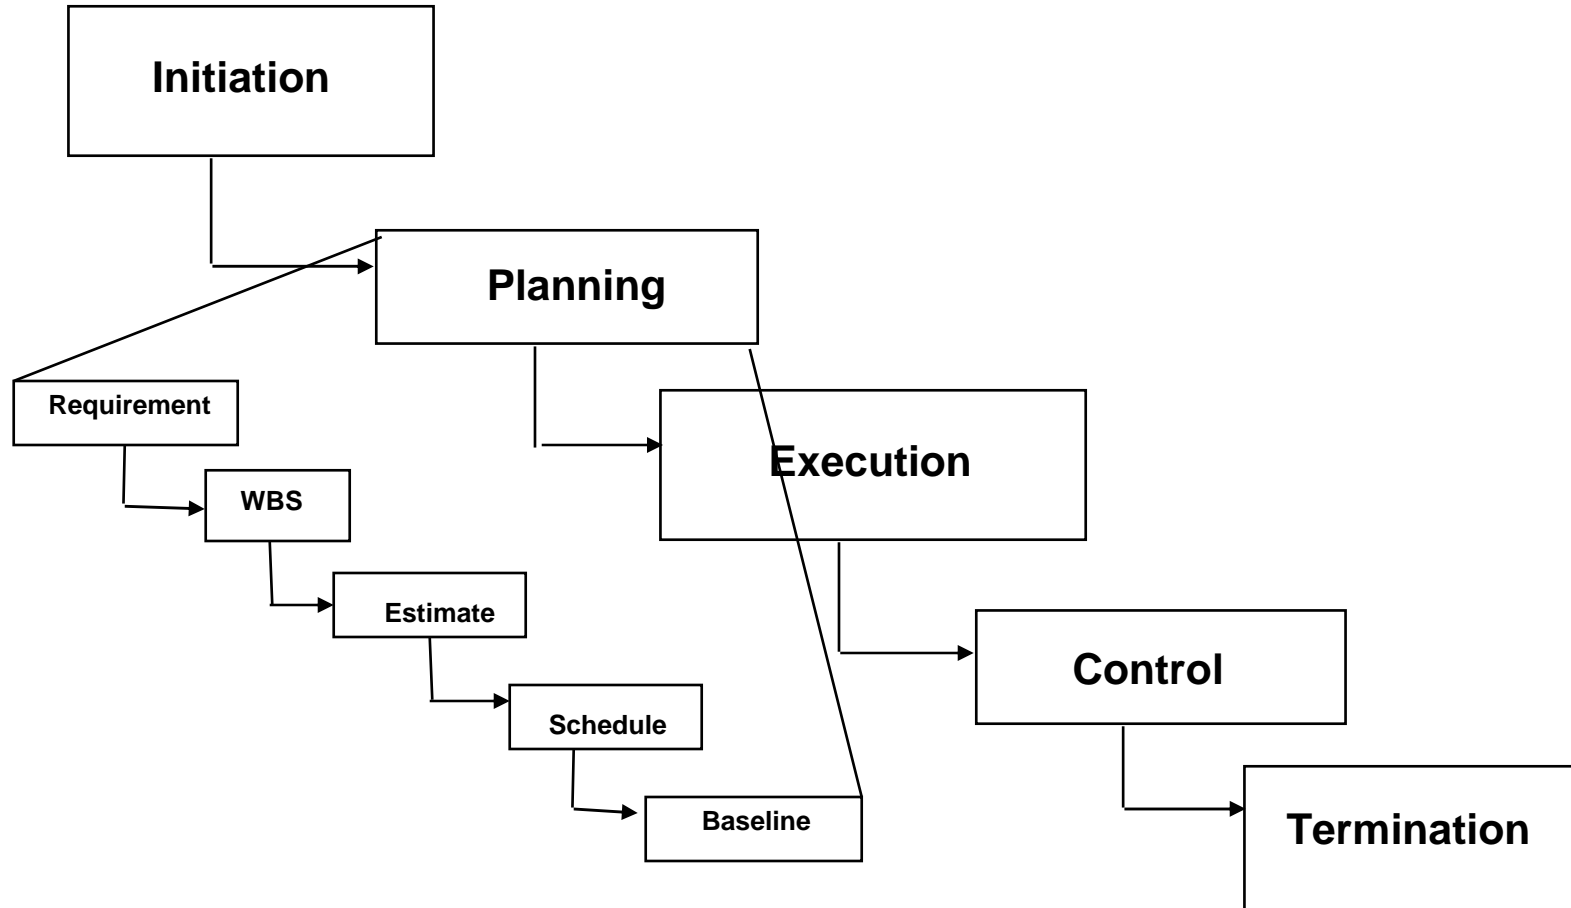 Initiation
Planning
Requirement
Execution
WBS
Estimate
Control
Schedule
Baseline
Termination